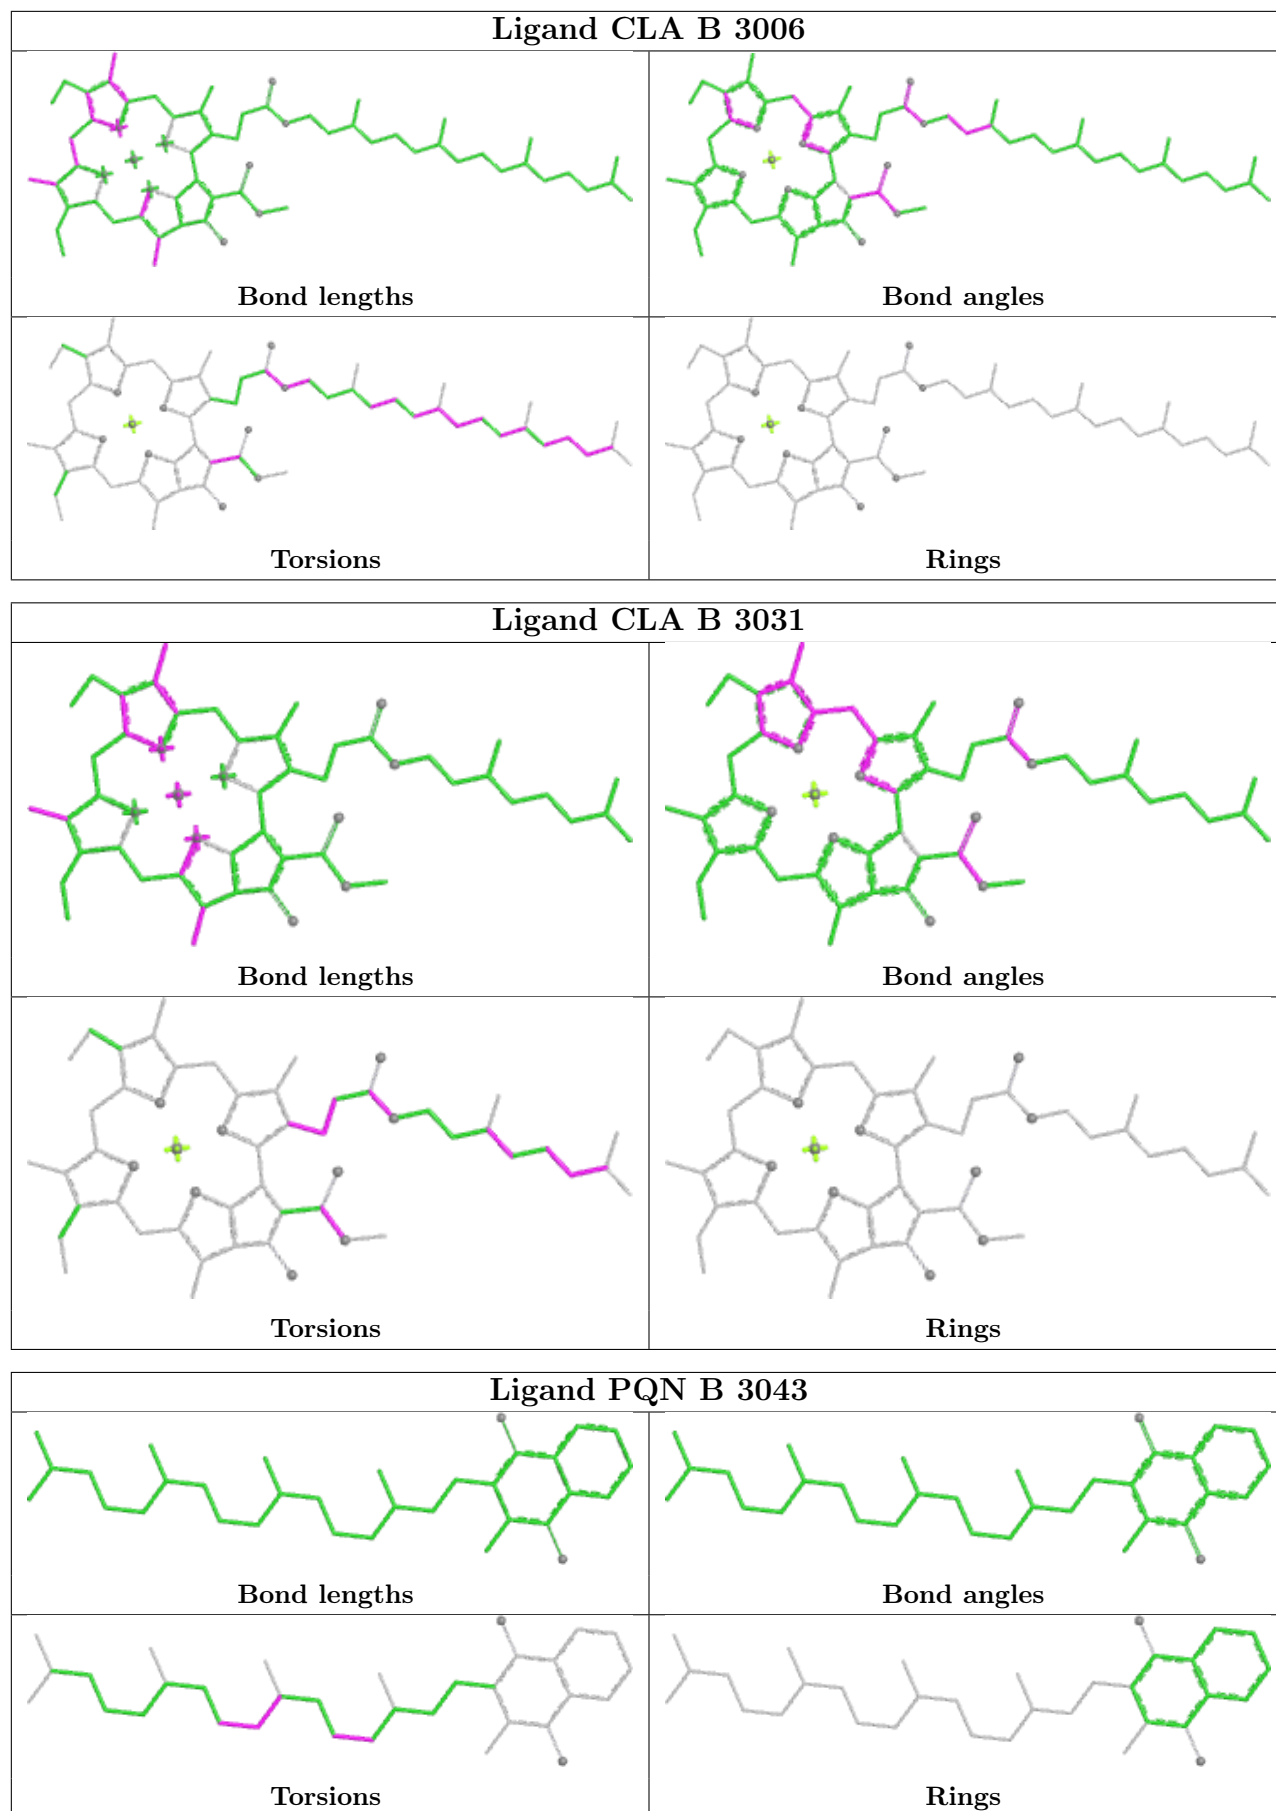 Ligand CLA B 3006
Bond lengths
Bond angles
Torsions
Rings
Ligand CLA B 3031
Bond lengths
Bond angles
Torsions
Rings
Ligand PQN B 3043
Bond lengths
Bond angles
Torsions
Rings